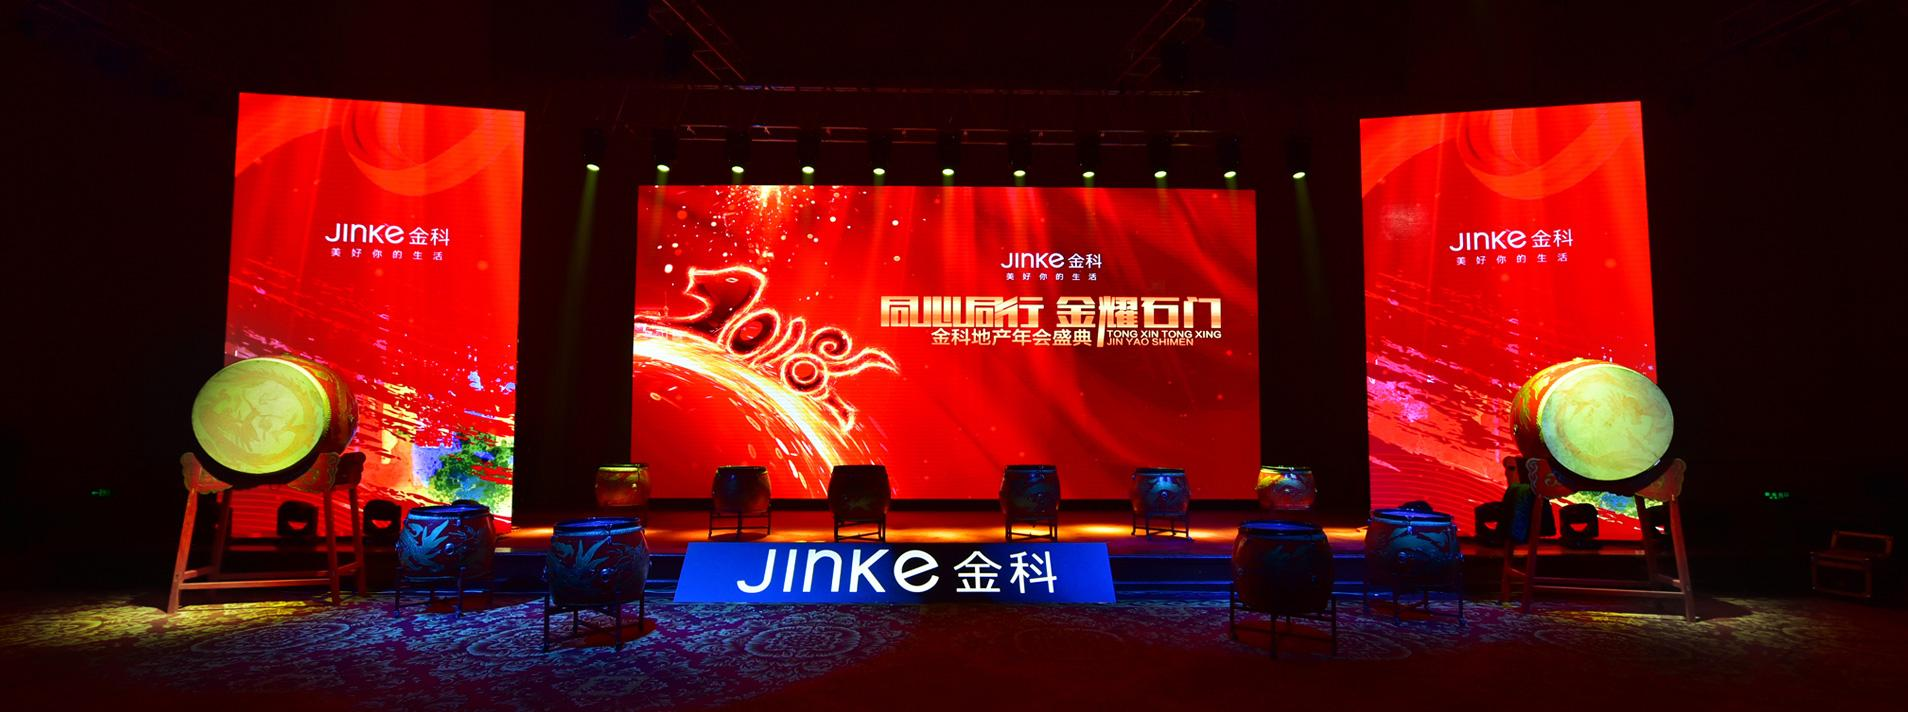 JINKE金科
美好你的生活
JINKE金科
美好你的生活
2018
同心同行 金耀石门
金科地产年会盛典
TONG XIN TONG XING
JIN YAO SHIMEN
JINKE金科
美好你的生活
JINKE金科